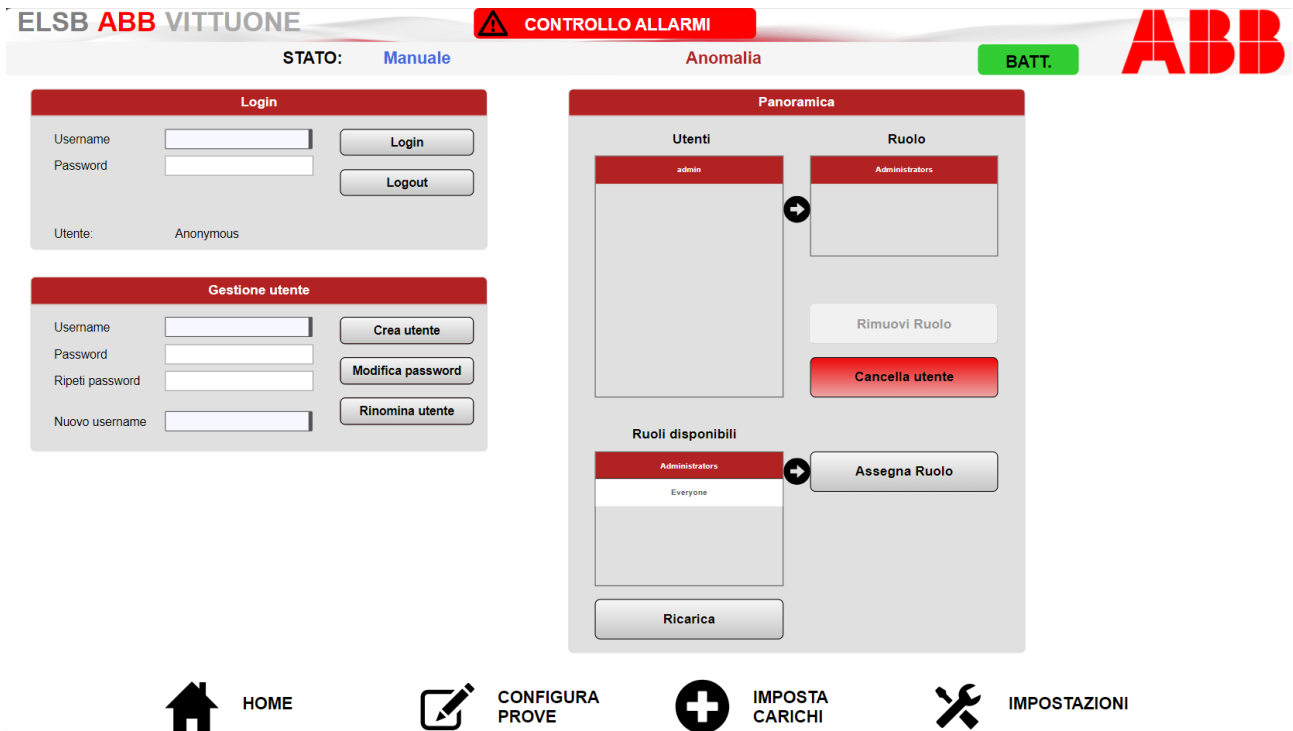 ELSB ABB VITTUONE
CONTROLLO ALLARMI
STATO: Manuale Anomalia BATT.
ABB
Login
Username
Password
Login
Logout
Utente: Anonymous
Gestione utente
Username
Password
Ripeti password
Nuovo username
Crea utente
Modifica password
Rinomina utente
Panoramica
Utenti
admin
Ruolo
Administrators
Rimuovi Ruolo
Cancella utente
Ruoli disponibili
Administrators
Everyone
Assegna Ruolo
Ricarica
HOME
CONFIGURA
PROVE
IMPOSTA
CARICHI
IMPOSTAZIONI